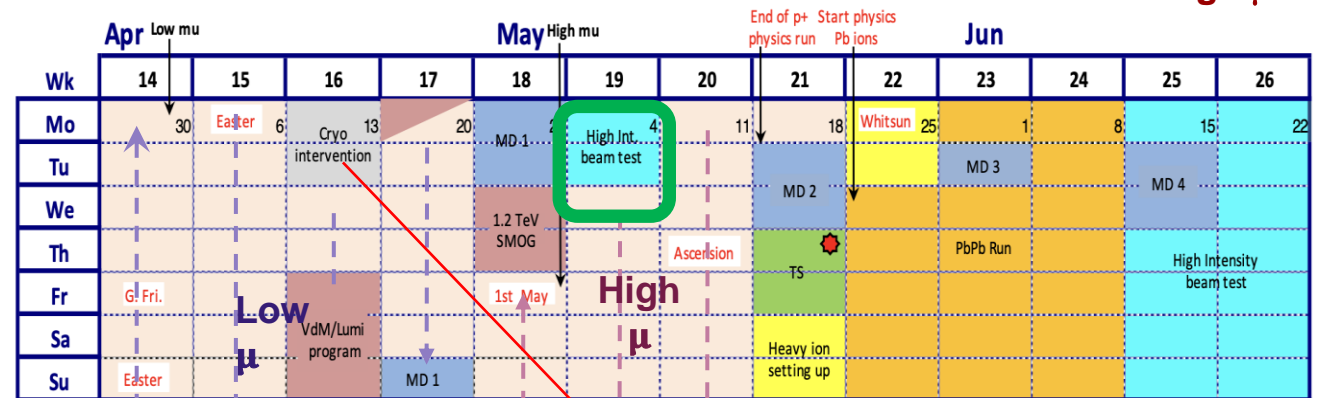 Apr Low mu May High mu End of p+ Start physics Jun
physics run Pb ions
Wk 14 15 16 17 18 19 20 21 22 23 24 25 26
Mo 30 Easter 6 13 20 4 11 18 Whitsun 25 1 8 15 22
Cryo
intervention
MD 1
High Int.
beam test
Tu MD 3
MD 2
MD 4
We
1.2 TeV
SMOG
Th Ascension PbPb Run
TS
High Intensity
beam test
Fr G. Fri. 1st May
Low
μ
High
μ
VdM/Lumi
program
Sa
Heavy ion
setting up
Su Easter MD 1